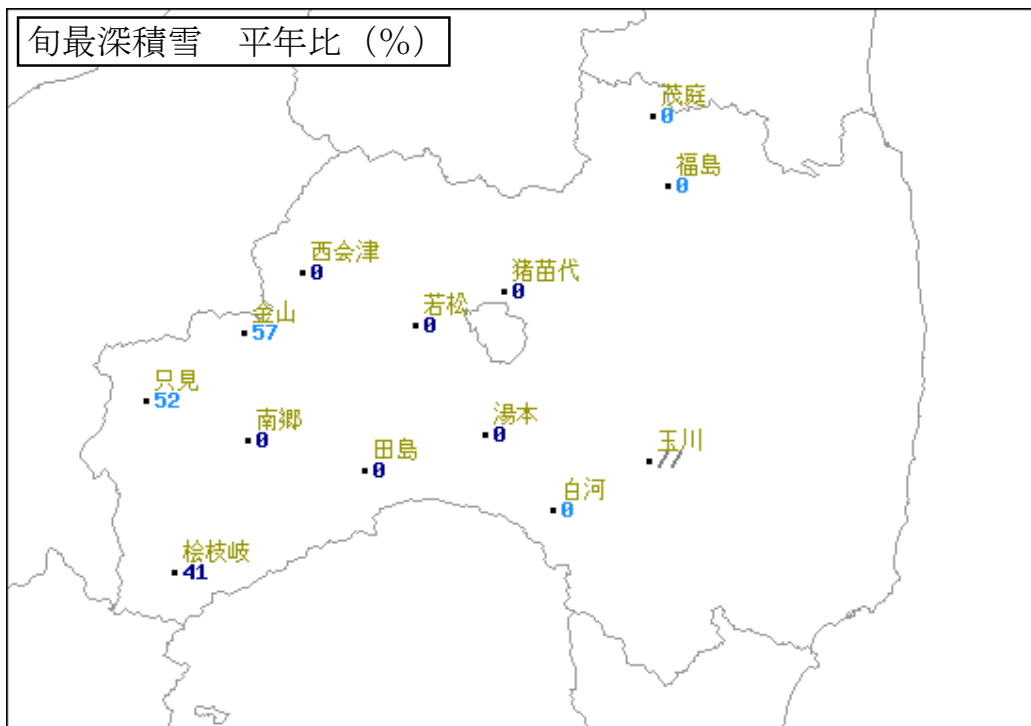 旬最深積雪　平年比（%）
茂庭
0
福島
0
西会津
0
猪苗代
0
若松
0
金山
57
只見
52
南郷
0
湯本
0
田島
0
玉川
//
白河
0
桧枝岐
41